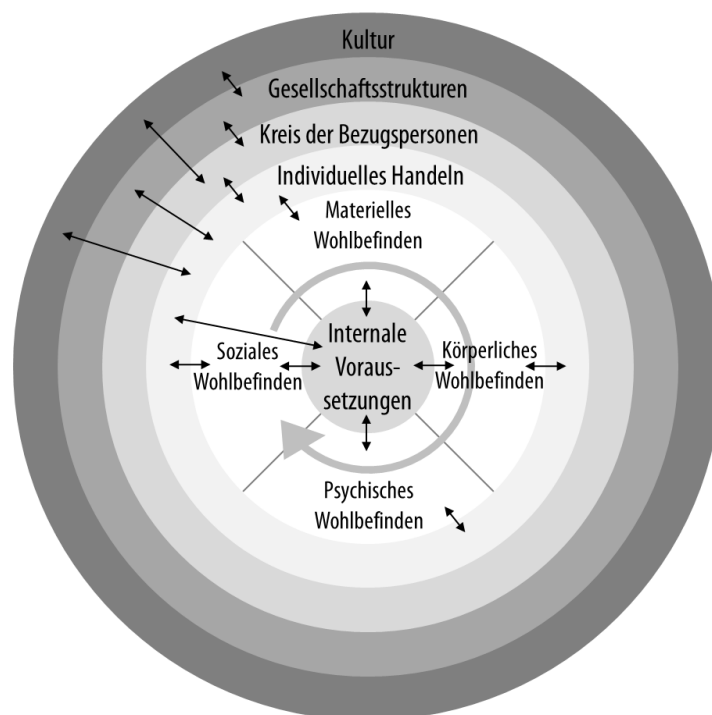 Kultur
Gesellschaftsstrukturen
Kreis der Bezugspersonen
Individuelles Handeln
Materielles
Wohlbefinden
Soziales
Wohlbefinden
Internale
Voraus-
setzungen
Körperliches
Wohlbefinden
Psychisches
Wohlbefinden